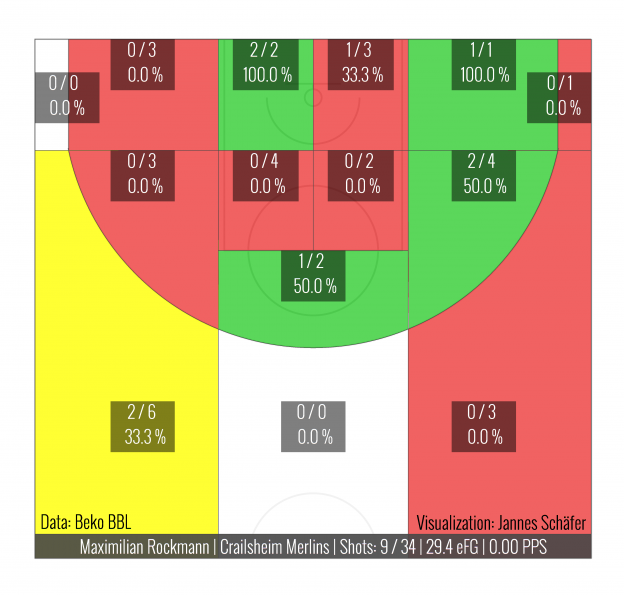 0 / 3
0.0 %
2 / 2
100.0 %
1 / 3
33.3 %
1 / 1
100.0 %
0 / 0
0.0 %
0 / 1
0.0 %
0 / 3
0.0 %
0 / 4
0.0 %
0 / 2
0.0 %
2 / 4
50.0 %
1 / 2
50.0 %
2 / 6
33.3 %
0 / 0
0.0 %
0 / 3
0.0 %
Data: Beko BBL
Visualization: Jannes Schäfer
Maximilian Rockmann | Crailsheim Merlins | Shots: 9 / 34 | 29.4 eFG | 0.00 PPS